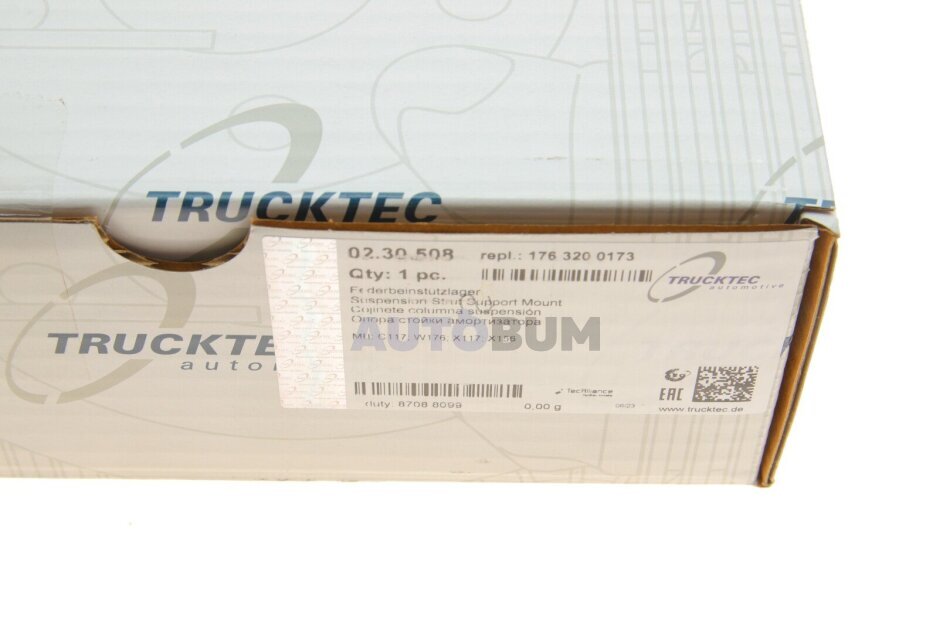 TRUCKTEC
02.30.508 repl.: 176 320 0173
Qty: 1 pc.
TRUCKTEC
automotive
Federbeinstützlager
Suspension Strut Support Mount
Cojinete columna suspensión
Опора стойки амортизатора
C117, W176, X117, X156
AUTOBUM
TRUCKTEC
TecAlliance
duty: 8708 8099 0,00 g 06/23
EAC
www.trucktec.de